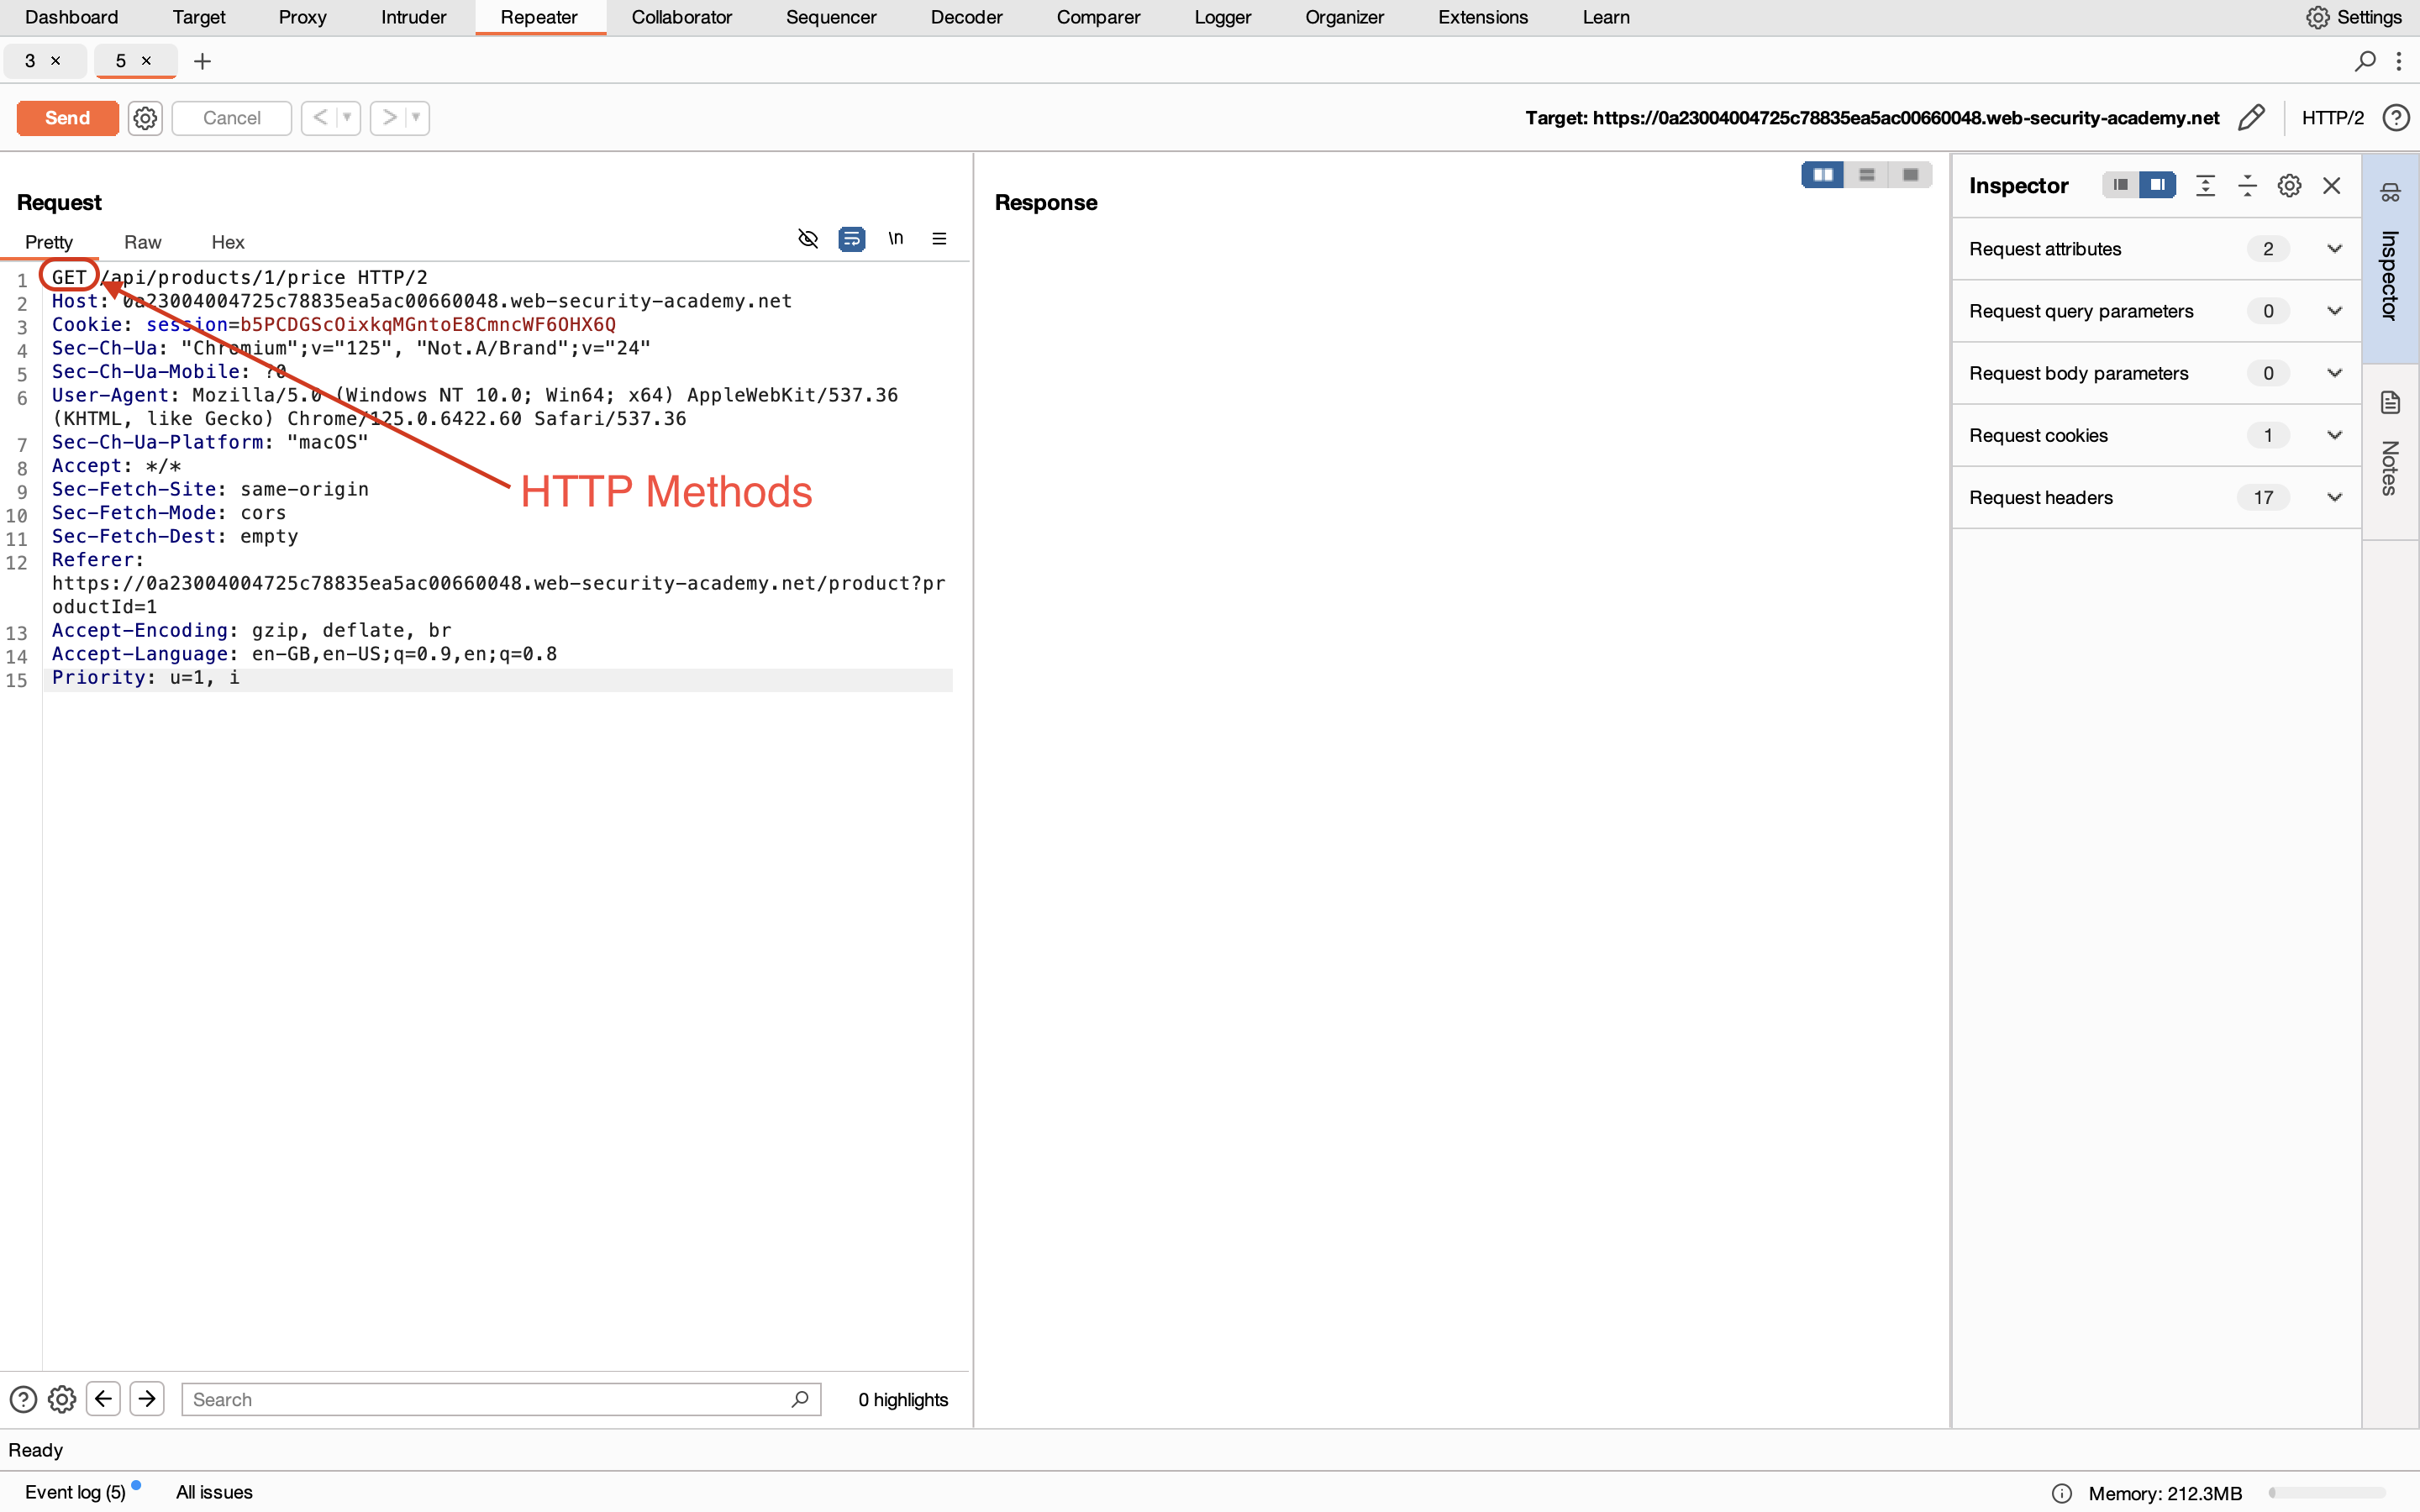 Dashboard Target Proxy Intruder Repeater Collaborator Sequencer Decoder Comparer Logger Organizer Extensions Learn Settings
3 × 5 × +
Send Cancel < > Target: https://0a23004004725c78835ea5ac00660048.web-security-academy.net HTTP/2 ?
Request
Pretty Raw Hex \n
1 GET /api/products/1/price HTTP/2
2 Host: 0a23004004725c78835ea5ac00660048.web-security-academy.net
3 Cookie: session=b5PCDGScOixkqMGntoE8CmncWF6OHX6Q
4 Sec-Ch-Ua: "Chromium";v="125", "Not.A/Brand";v="24"
5 Sec-Ch-Ua-Mobile: ?0
6 User-Agent: Mozilla/5.0 (Windows NT 10.0; Win64; x64) AppleWebKit/537.36
(KHTML, like Gecko) Chrome/125.0.6422.60 Safari/537.36
7 Sec-Ch-Ua-Platform: "macOS"
8 Accept: */*
9 Sec-Fetch-Site: same-origin
10 Sec-Fetch-Mode: cors
11 Sec-Fetch-Dest: empty
12 Referer:
https://0a23004004725c78835ea5ac00660048.web-security-academy.net/product?pr
oductId=1
13 Accept-Encoding: gzip, deflate, br
14 Accept-Language: en-GB,en-US;q=0.9,en;q=0.8
15 Priority: u=1, i
HTTP Methods
Search
0 highlights
Response
Inspector
Request attributes 2
Request query parameters 0
Request body parameters 0
Request cookies 1
Request headers 17
Inspector
Notes
Ready
Event log (5) All issues
Memory: 212.3MB